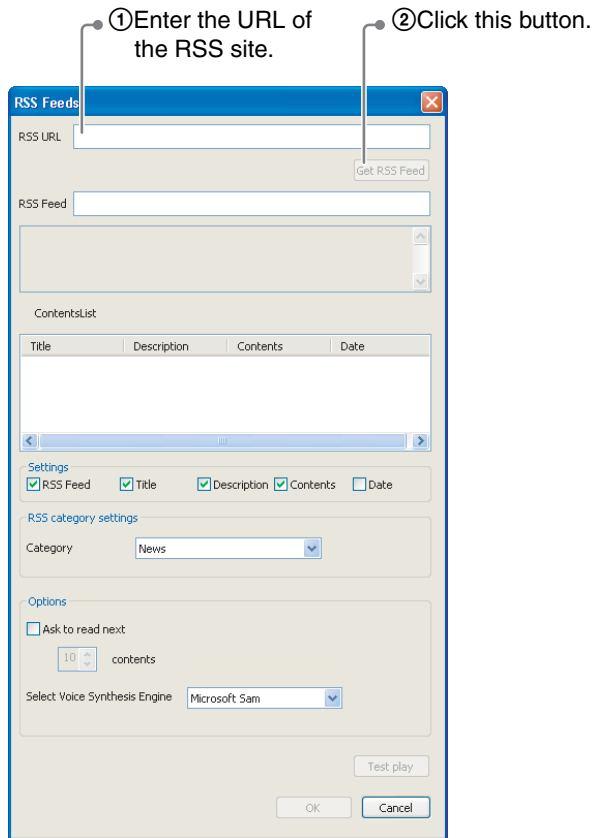 ①Enter the URL of
the RSS site.
②Click this button.
RSS Feeds
RSS URL
Get RSS Feed
RSS Feed
ContentsList
Title Description Contents Date
Settings
RSS Feed Title Description Contents Date
RSS category settings
Category News
Options
Ask to read next
10 contents
Select Voice Synthesis Engine Microsoft Sam
Test play
OK Cancel